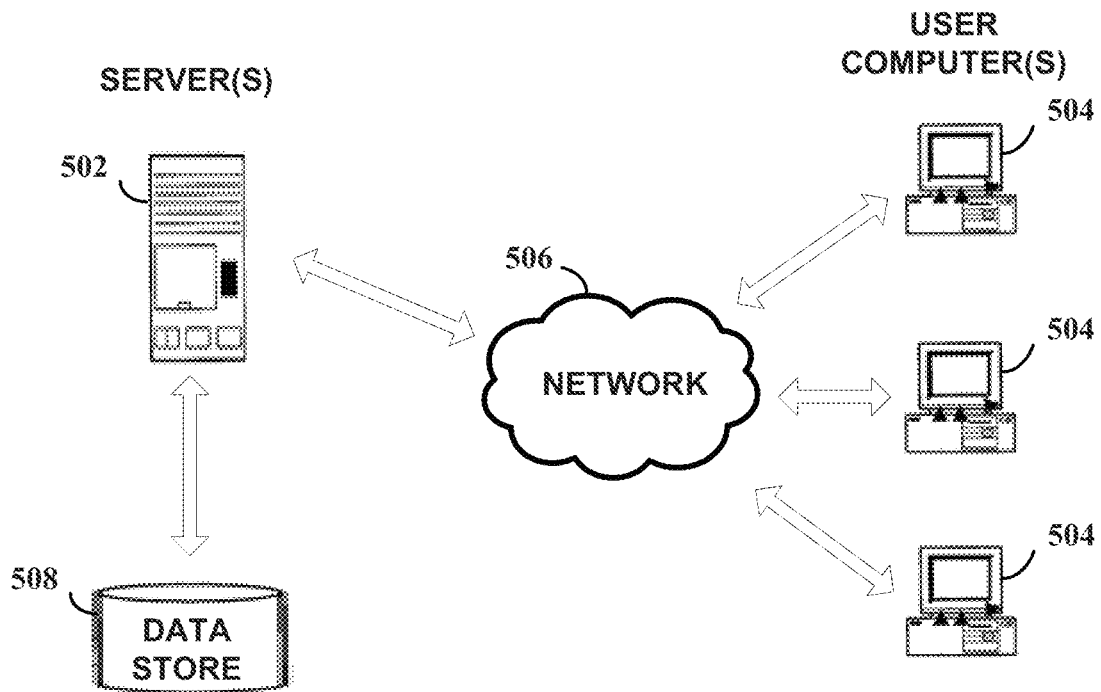 USER
COMPUTER(S)
SERVER(S)
504
502
506
504
NETWORK
504
508
DATA
STORE